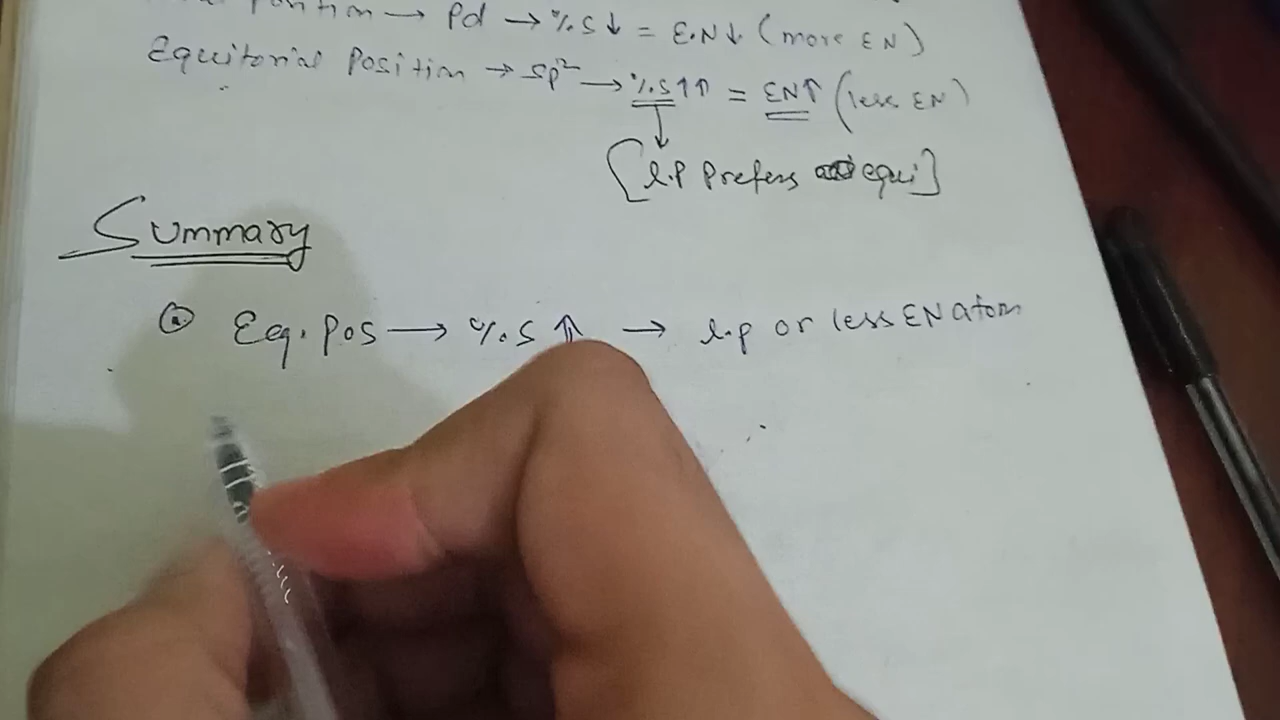 Position → Pd → %.S↓ = E.N↓ (more EN)
Equitorial Position → sp² → %.S↑↑ = EN↑ (less EN)
↓
[l.p Prefers equi]
Summary
ⓐ Eq. Pos → %.S ⇑ → l.p or less EN atom